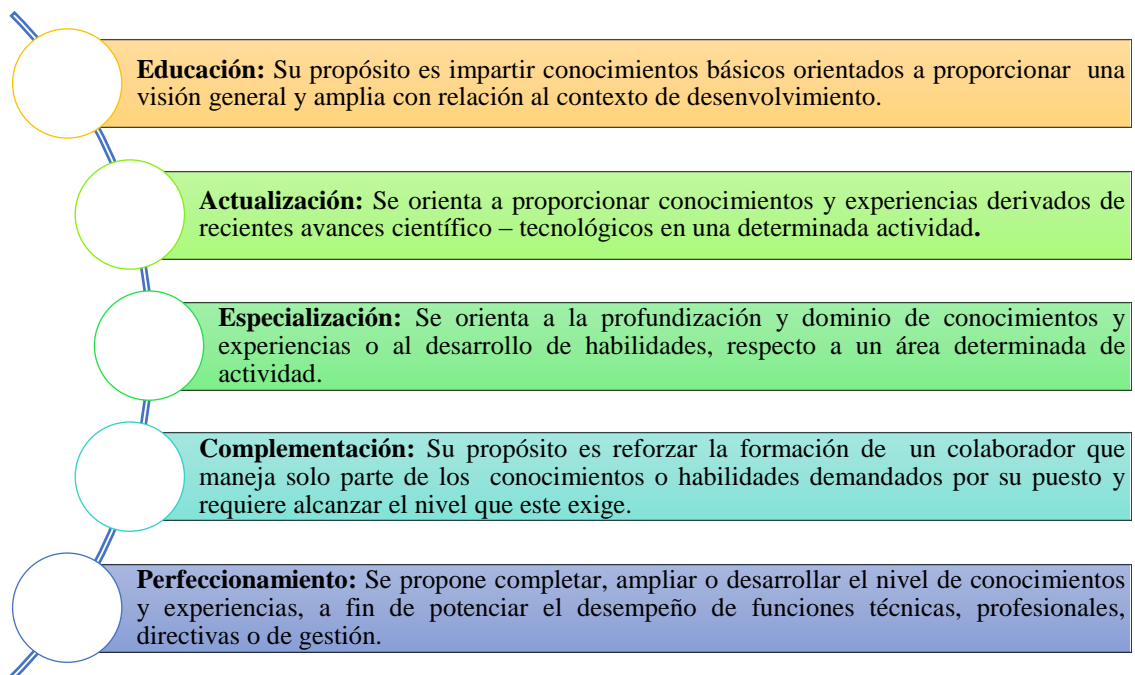 Educación: Su propósito es impartir conocimientos básicos orientados a proporcionar una
visión general y amplia con relación al contexto de desenvolvimiento.
Actualización: Se orienta a proporcionar conocimientos y experiencias derivados de
recientes avances científico – tecnológicos en una determinada actividad.
Especialización: Se orienta a la profundización y dominio de conocimientos y
experiencias o al desarrollo de habilidades, respecto a un área determinada de
actividad.
Complementación: Su propósito es reforzar la formación de un colaborador que
maneja solo parte de los conocimientos o habilidades demandados por su puesto y
requiere alcanzar el nivel que este exige.
Perfeccionamiento: Se propone completar, ampliar o desarrollar el nivel de conocimientos
y experiencias, a fin de potenciar el desempeño de funciones técnicas, profesionales,
directivas o de gestión.